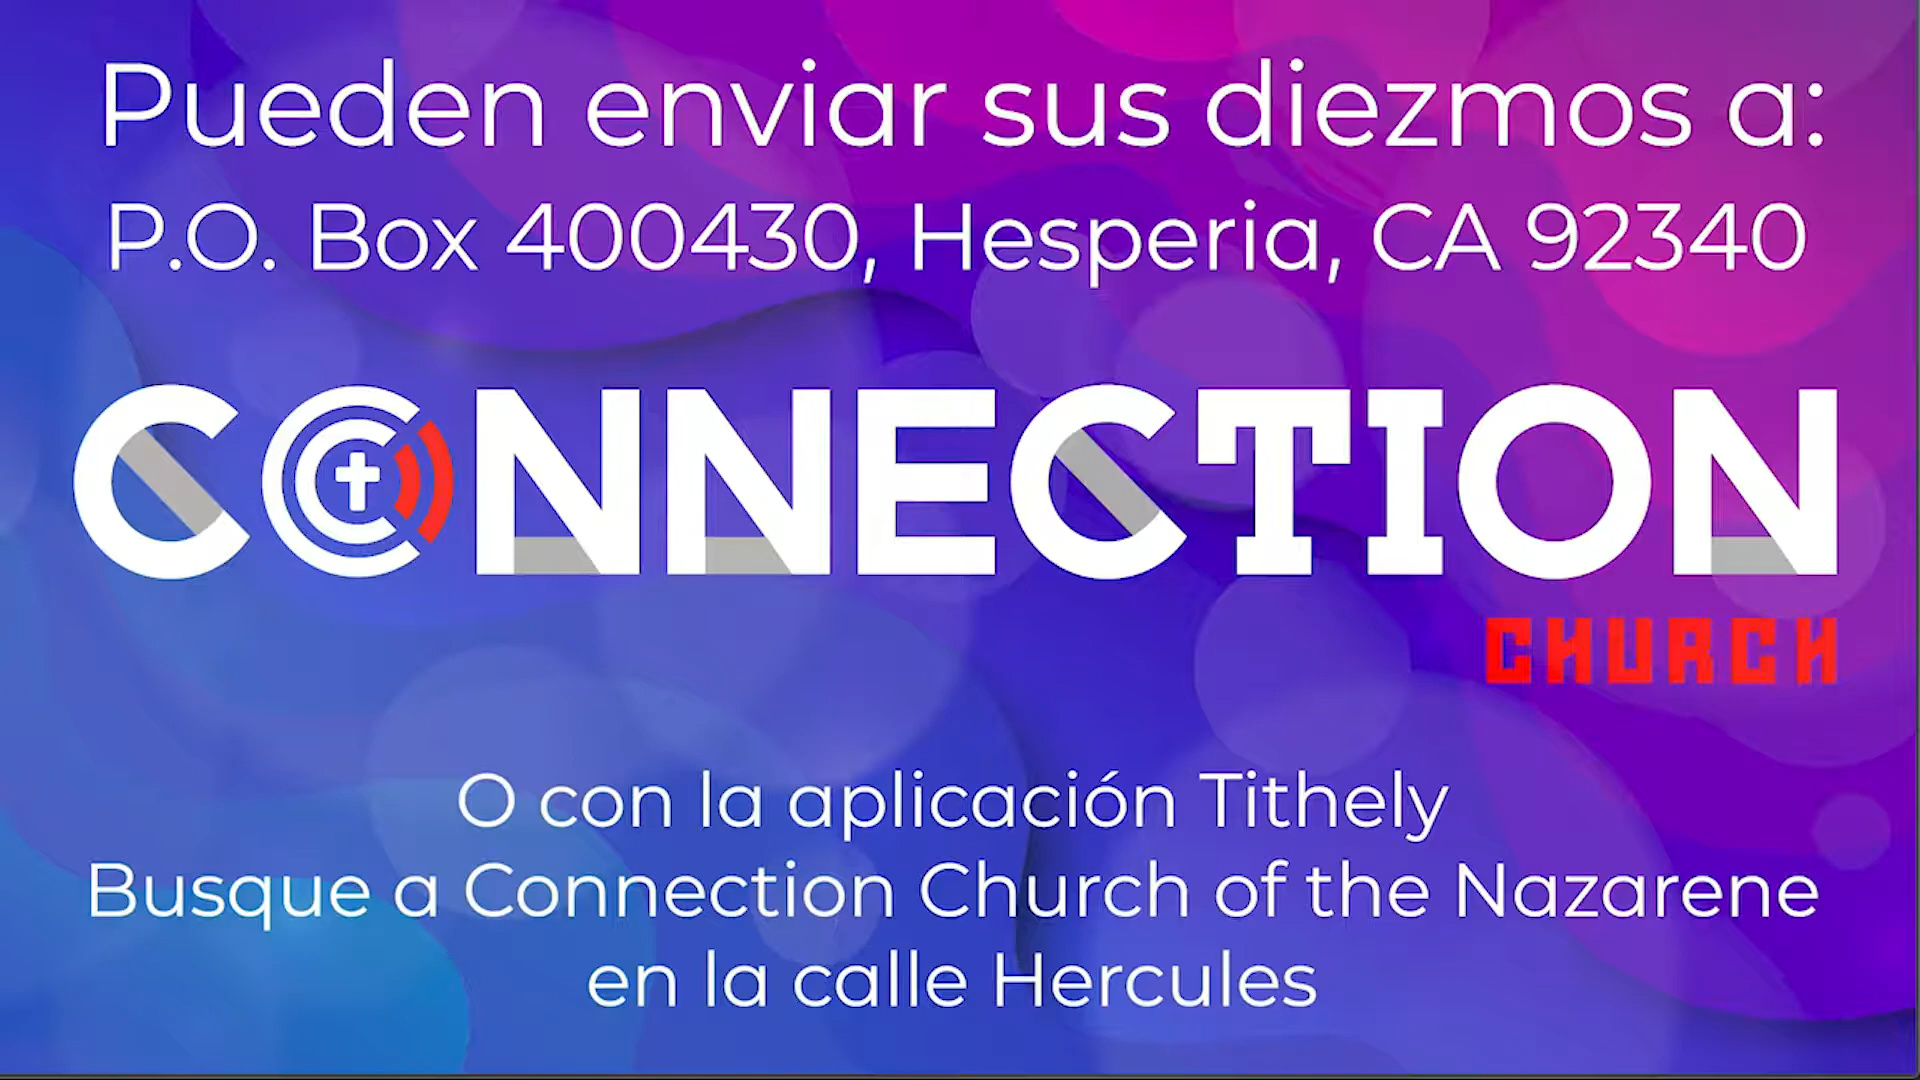 Pueden enviar sus diezmos a:
P.O. Box 400430, Hesperia, CA 92340
CONNECTION
CHURCH
O con la aplicación Tithely
Busque a Connection Church of the Nazarene
en la calle Hercules